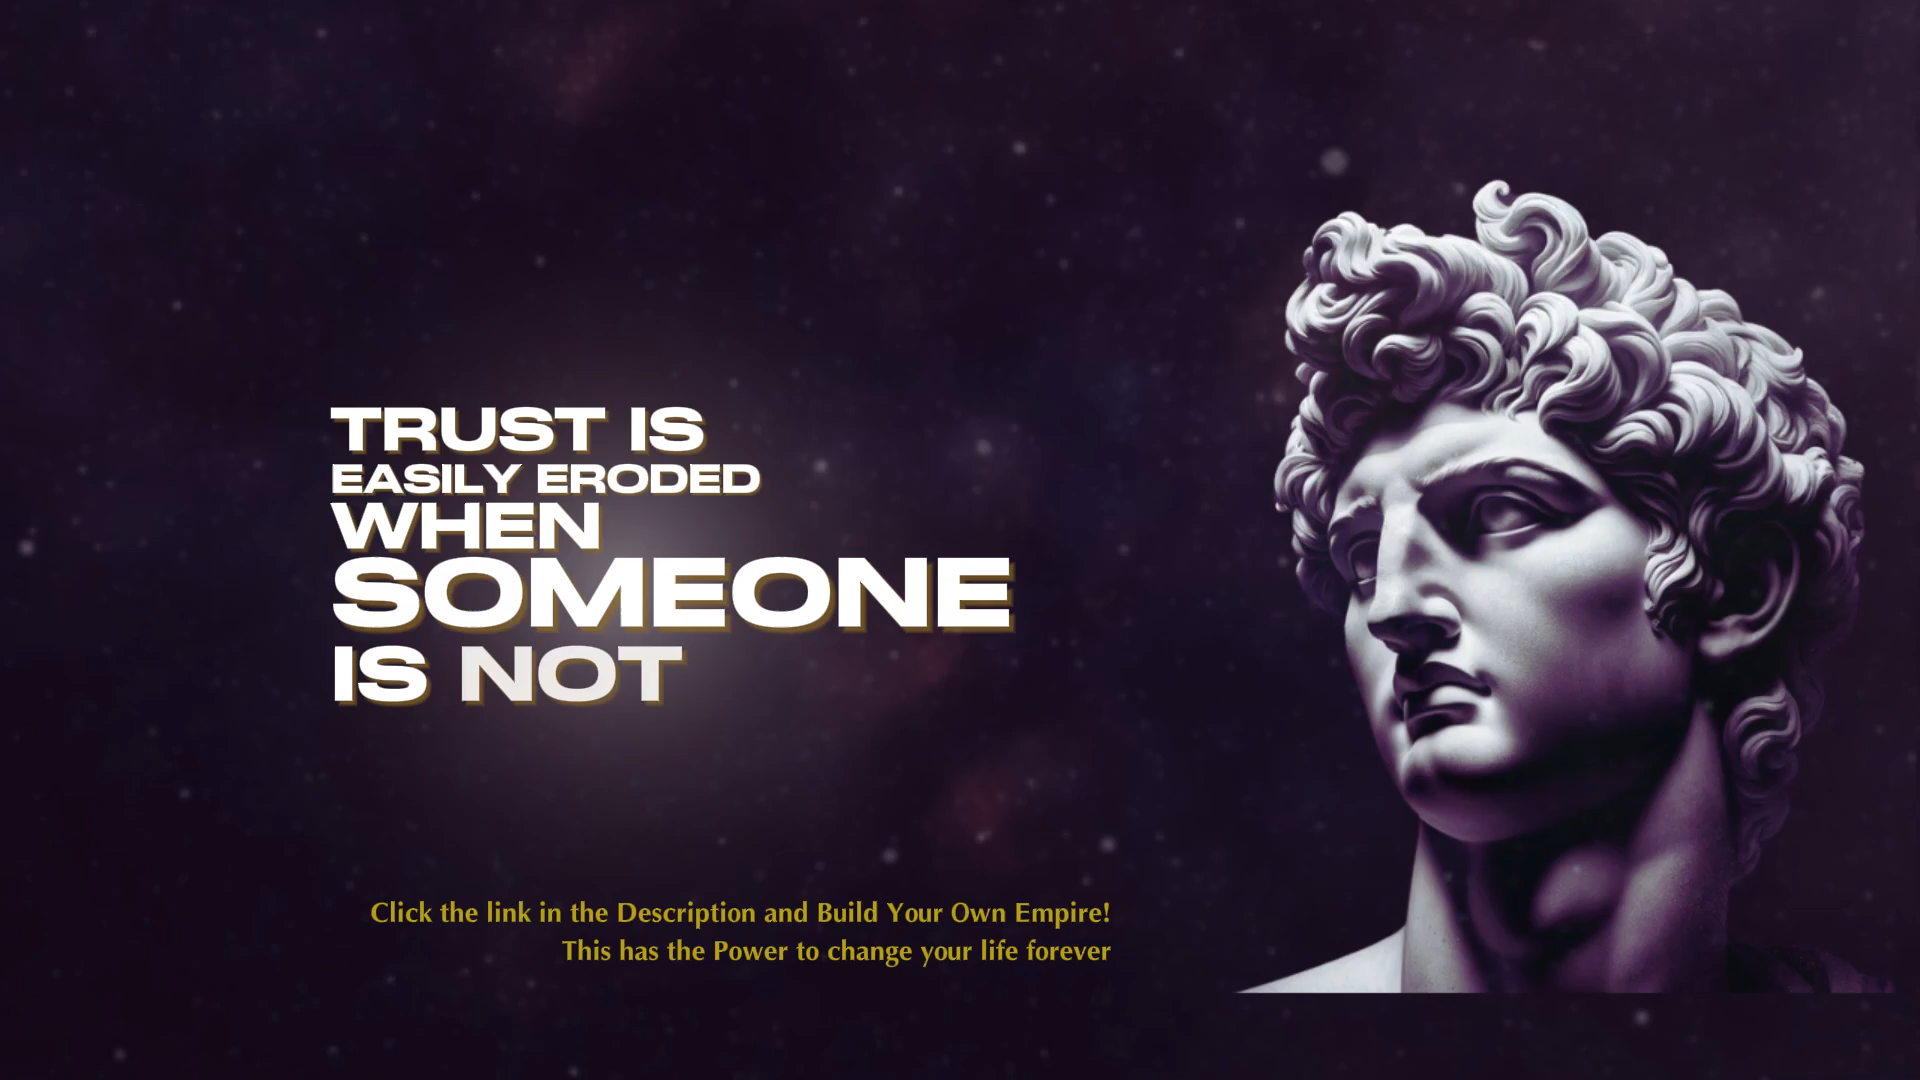 TRUST IS
EASILY ERODED
WHEN
SOMEONE
IS NOT
Click the link in the Description and Build Your Own Empire!
This has the Power to change your life forever